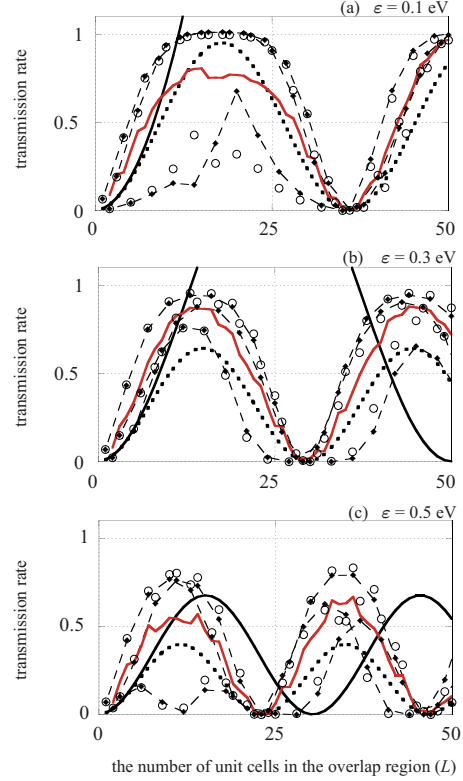 (a) ε = 0.1 eV
transmission rate
1
0.5
0
0 25 50
(b) ε = 0.3 eV
transmission rate
1
0.5
0
0 25 50
(c) ε = 0.5 eV
transmission rate
1
0.5
0
0 25 50
the number of unit cells in the overlap region (L)